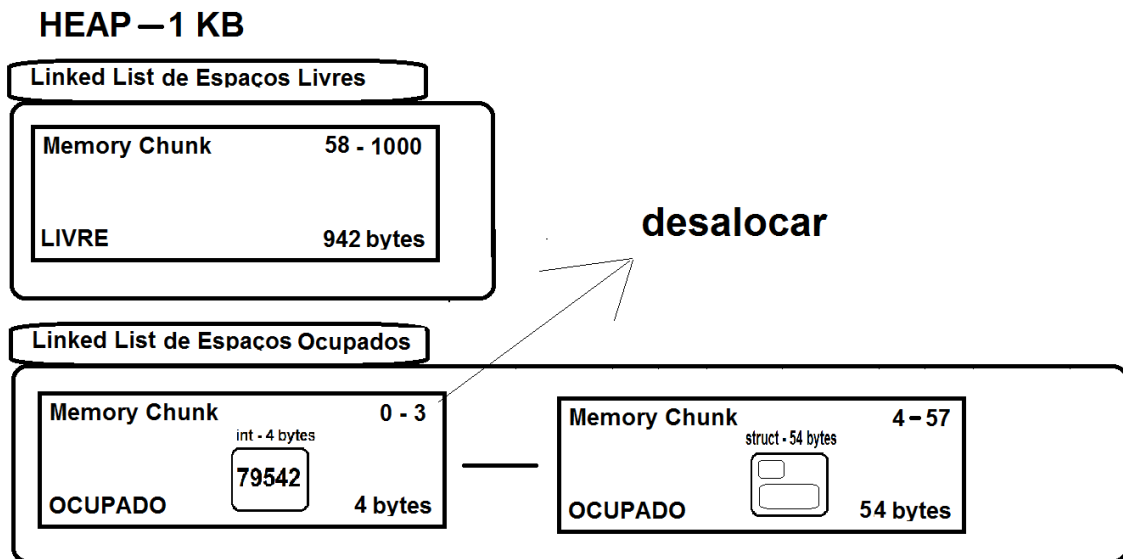 HEAP — 1 KB
Linked List de Espaços Livres
Memory Chunk 58 - 1000
LIVRE 942 bytes
desalocar
Linked List de Espaços Ocupados
Memory Chunk 0 - 3
int - 4 bytes
79542
OCUPADO 4 bytes
Memory Chunk 4 – 57
struct - 54 bytes
OCUPADO 54 bytes